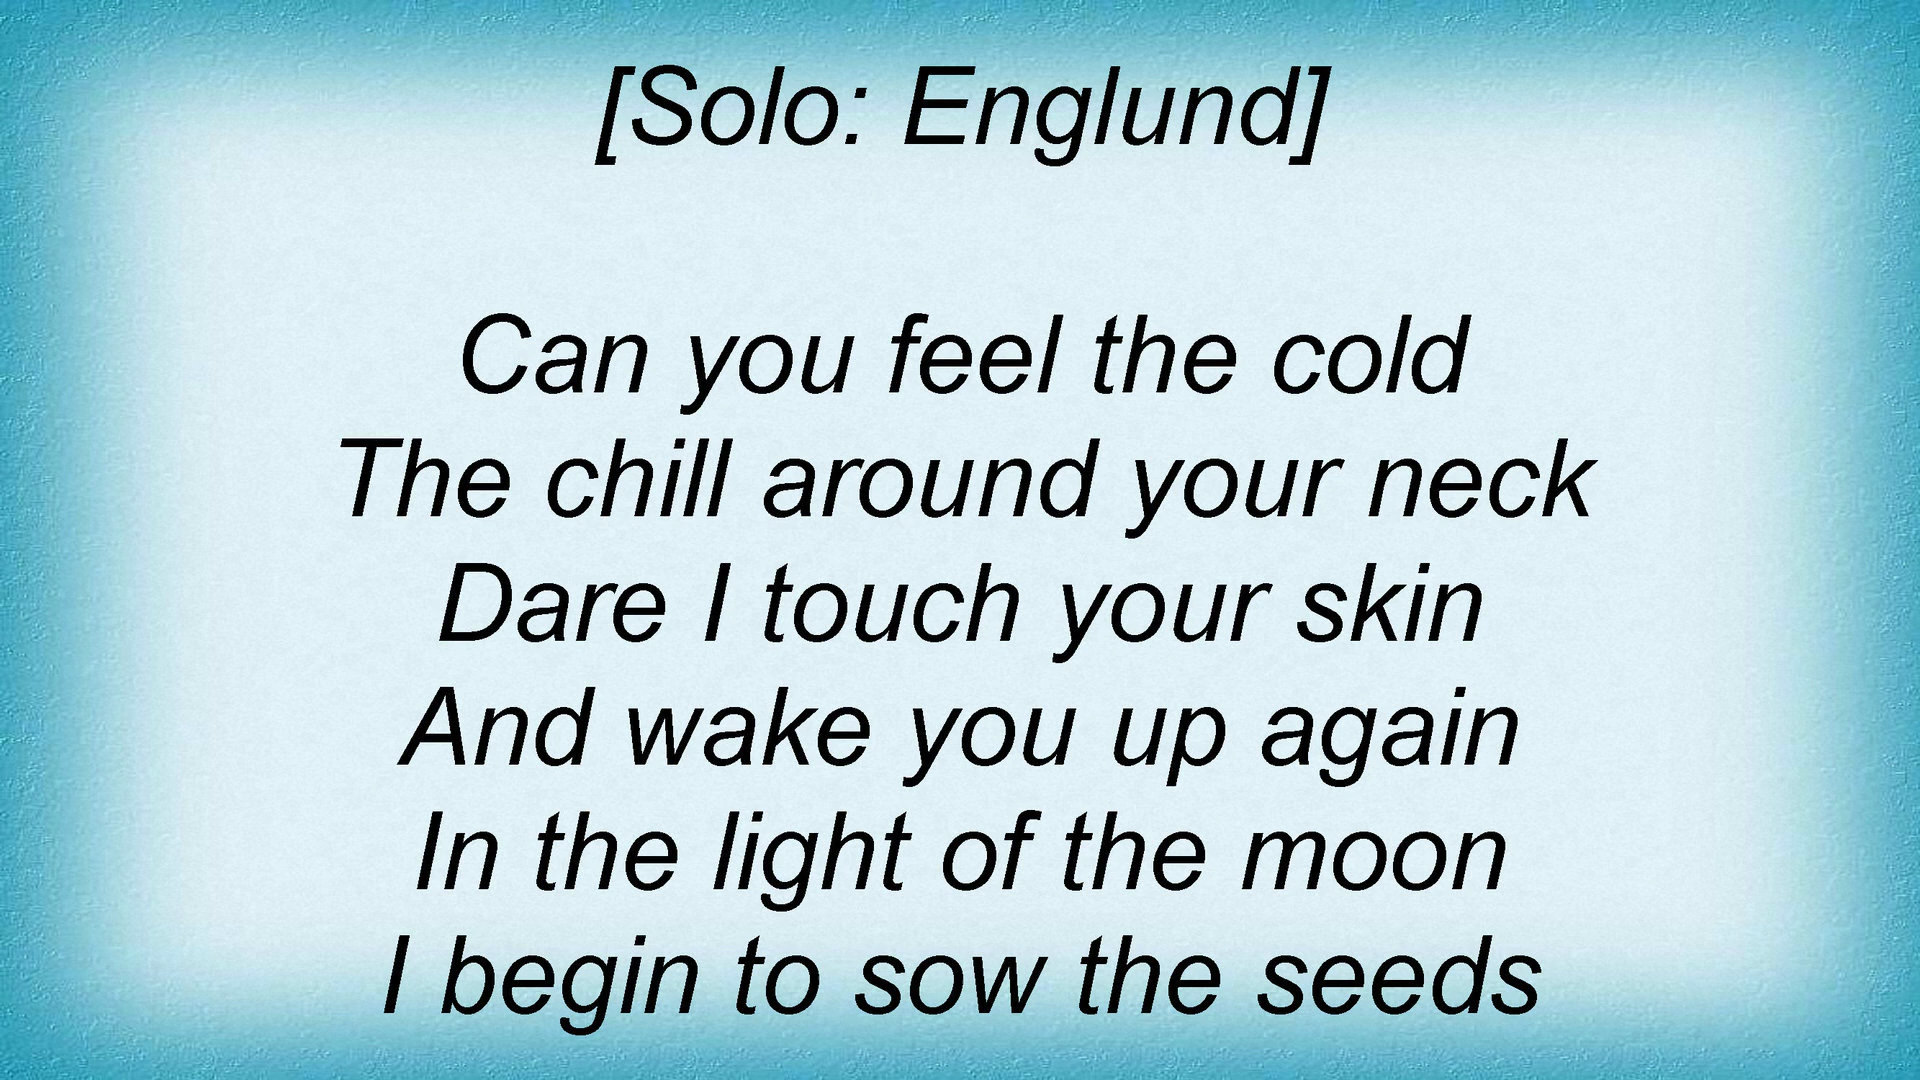 [Solo: Englund]
Can you feel the cold
The chill around your neck
Dare I touch your skin
And wake you up again
In the light of the moon
I begin to sow the seeds